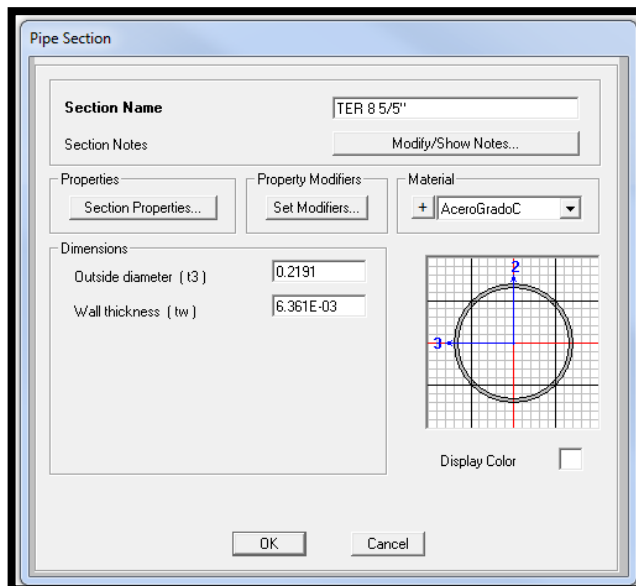 Pipe Section
Section Name
TER 8 5/5"
Section Notes
Modify/Show Notes...
Properties
Property Modifiers
Material
Section Properties...
Set Modifiers...
+
AceroGradoC
Dimensions
Outside diameter ( t3 )
0.2191
Wall thickness ( tw )
6.361E-03
2
3
Display Color
OK
Cancel